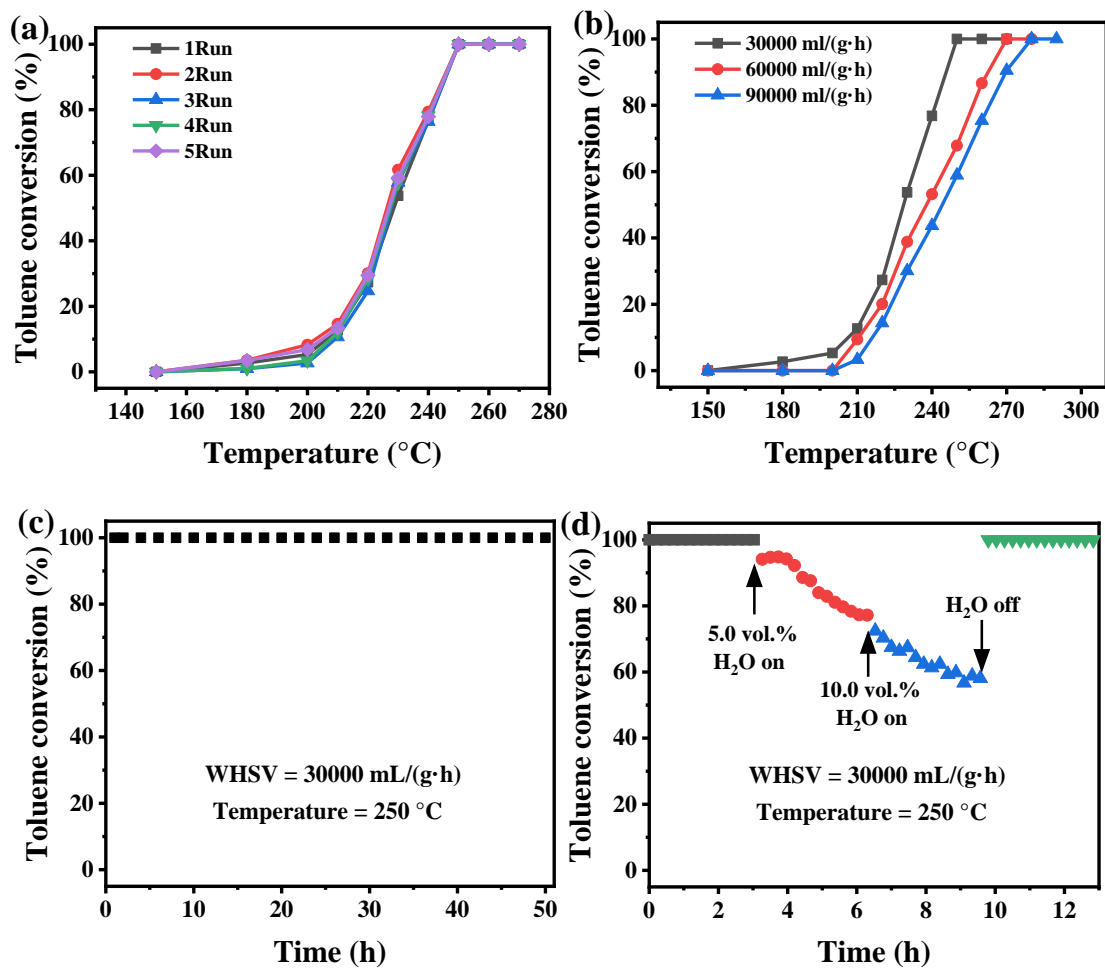 (a)
1Run
2Run
3Run
4Run
5Run
100
80
60
40
20
0
140
160
180
200
220
240
260
280
Toluene conversion (%)
Temperature (°C)
(b)
30000 ml/(g·h)
60000 ml/(g·h)
90000 ml/(g·h)
100
80
60
40
20
0
150
180
210
240
270
300
Toluene conversion (%)
Temperature (°C)
(c)
100
80
60
40
20
0
WHSV = 30000 mL/(g·h)
Temperature = 250 °C
0
10
20
30
40
50
Toluene conversion (%)
Time (h)
(d)
100
80
60
40
20
0
5.0 vol.%
H₂O on
10.0 vol.%
H₂O on
H₂O off
WHSV = 30000 mL/(g·h)
Temperature = 250 °C
0
2
4
6
8
10
12
Toluene conversion (%)
Time (h)